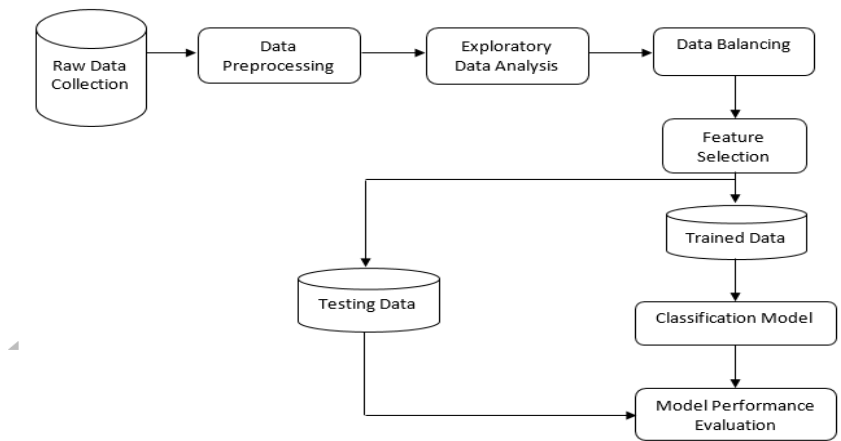 Raw Data
Collection
Data
Preprocessing
Exploratory
Data Analysis
Data Balancing
Feature
Selection
Trained Data
Testing Data
Classification Model
Model Performance
Evaluation